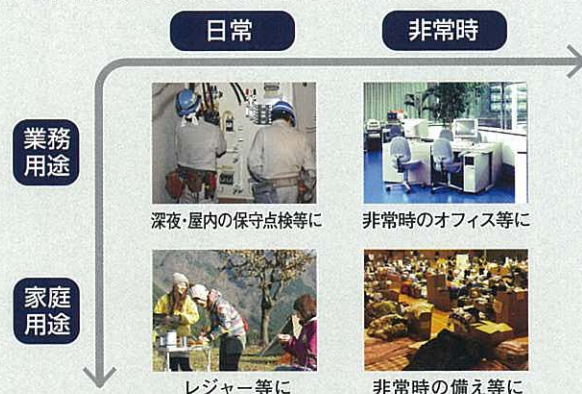 日常
非常時
業務
用途
深夜・屋内の保守点検等に
非常時のオフィス等に
家庭
用途
レジャー等に
非常時の備え等に